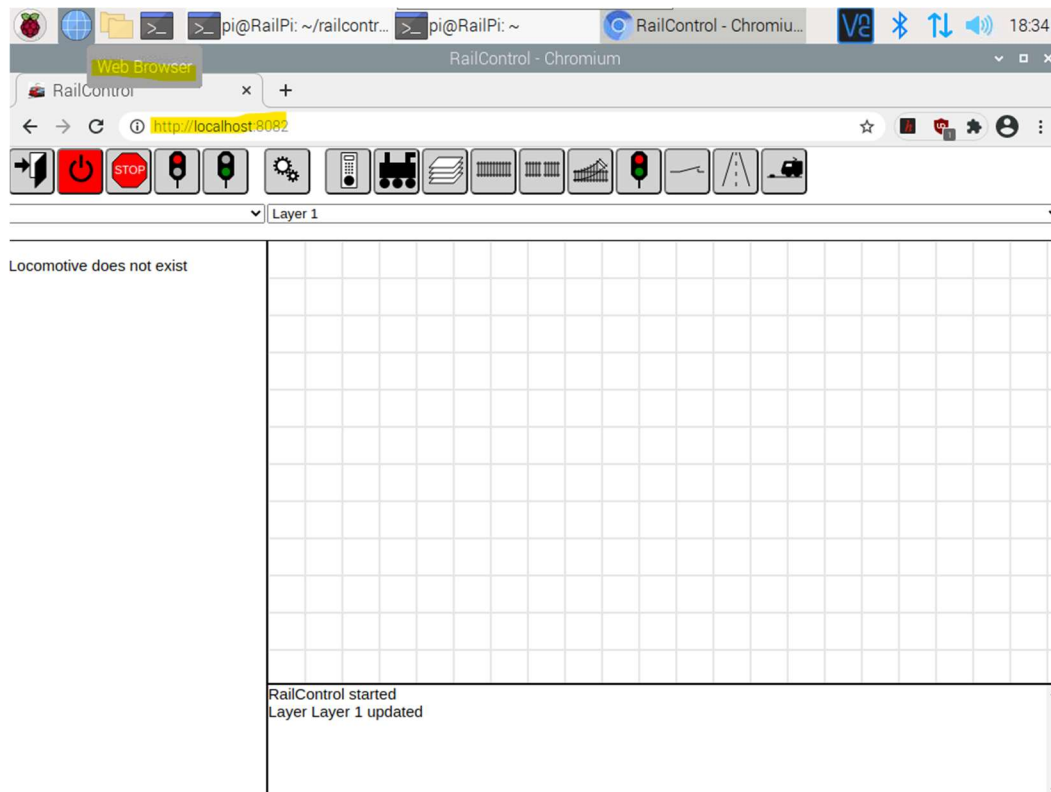 pi@RailPi: ~/railcontr... pi@RailPi: ~ RailControl - Chromiu... V2 18:34
RailControl - Chromium
Web Browser
RailControl × +
http://localhost:8082
STOP
Layer 1
Locomotive does not exist
RailControl started
Layer Layer 1 updated